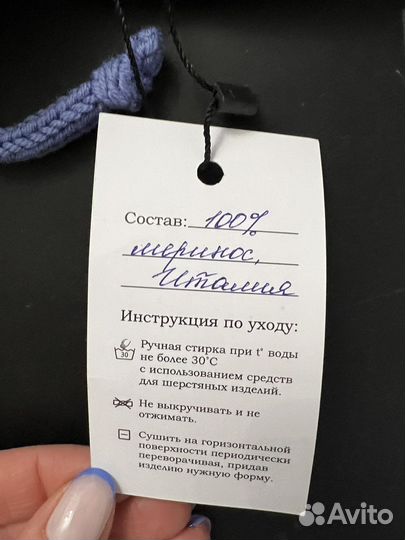 Состав: 100%
меринос,
Италия
Инструкция по уходу:
30
Ручная стирка при t° воды
не более 30°С
с использованием средств
для шерстяных изделий.
Не выкручивать и не
отжимать.
Сушить на горизонтальной
поверхности периодически
переворачивая, придав
изделию нужную форму.
Avito